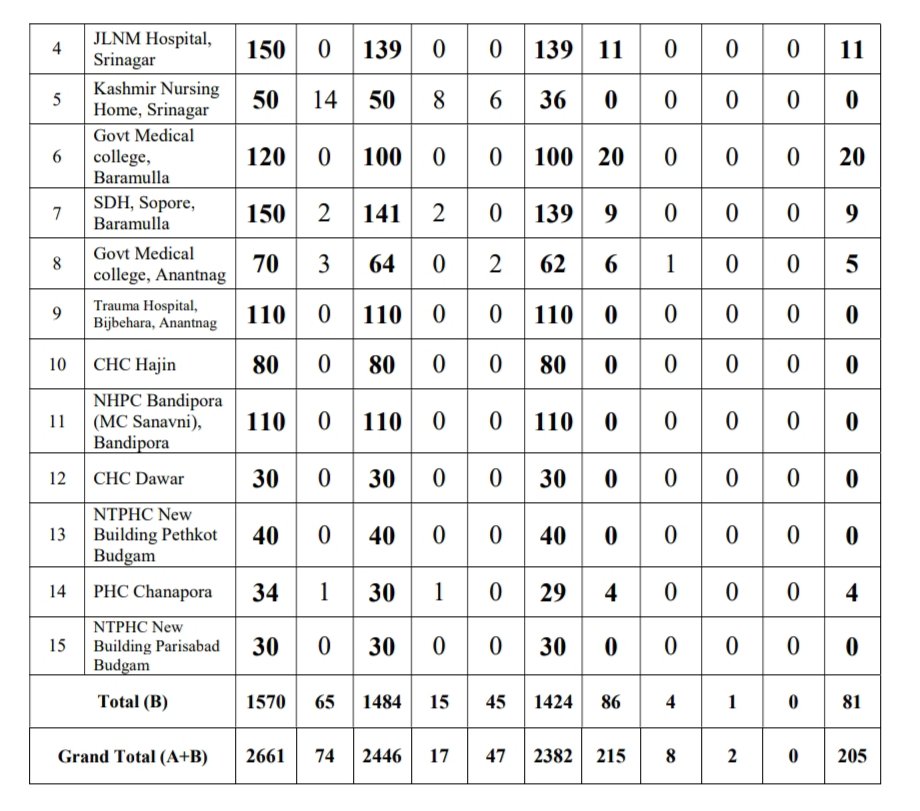 4 JLNM Hospital, Srinagar 150 0 139 0 0 139 11 0 0 0 11
5 Kashmir Nursing Home, Srinagar 50 14 50 8 6 36 0 0 0 0 0
6 Govt Medical college, Baramulla 120 0 100 0 0 100 20 0 0 0 20
7 SDH, Sopore, Baramulla 150 2 141 2 0 139 9 0 0 0 9
8 Govt Medical college, Anantnag 70 3 64 0 2 62 6 1 0 0 5
9 Trauma Hospital, Bijbehara, Anantnag 110 0 110 0 0 110 0 0 0 0 0
10 CHC Hajin 80 0 80 0 0 80 0 0 0 0 0
11 NHPC Bandipora (MC Sanavni), Bandipora 110 0 110 0 0 110 0 0 0 0 0
12 CHC Dawar 30 0 30 0 0 30 0 0 0 0 0
13 NTPHC New Building Pethkot Budgam 40 0 40 0 0 40 0 0 0 0 0
14 PHC Chanapora 34 1 30 1 0 29 4 0 0 0 4
15 NTPHC New Building Parisabad Budgam 30 0 30 0 0 30 0 0 0 0 0
Total (B) 1570 65 1484 15 45 1424 86 4 1 0 81
Grand Total (A+B) 2661 74 2446 17 47 2382 215 8 2 0 205